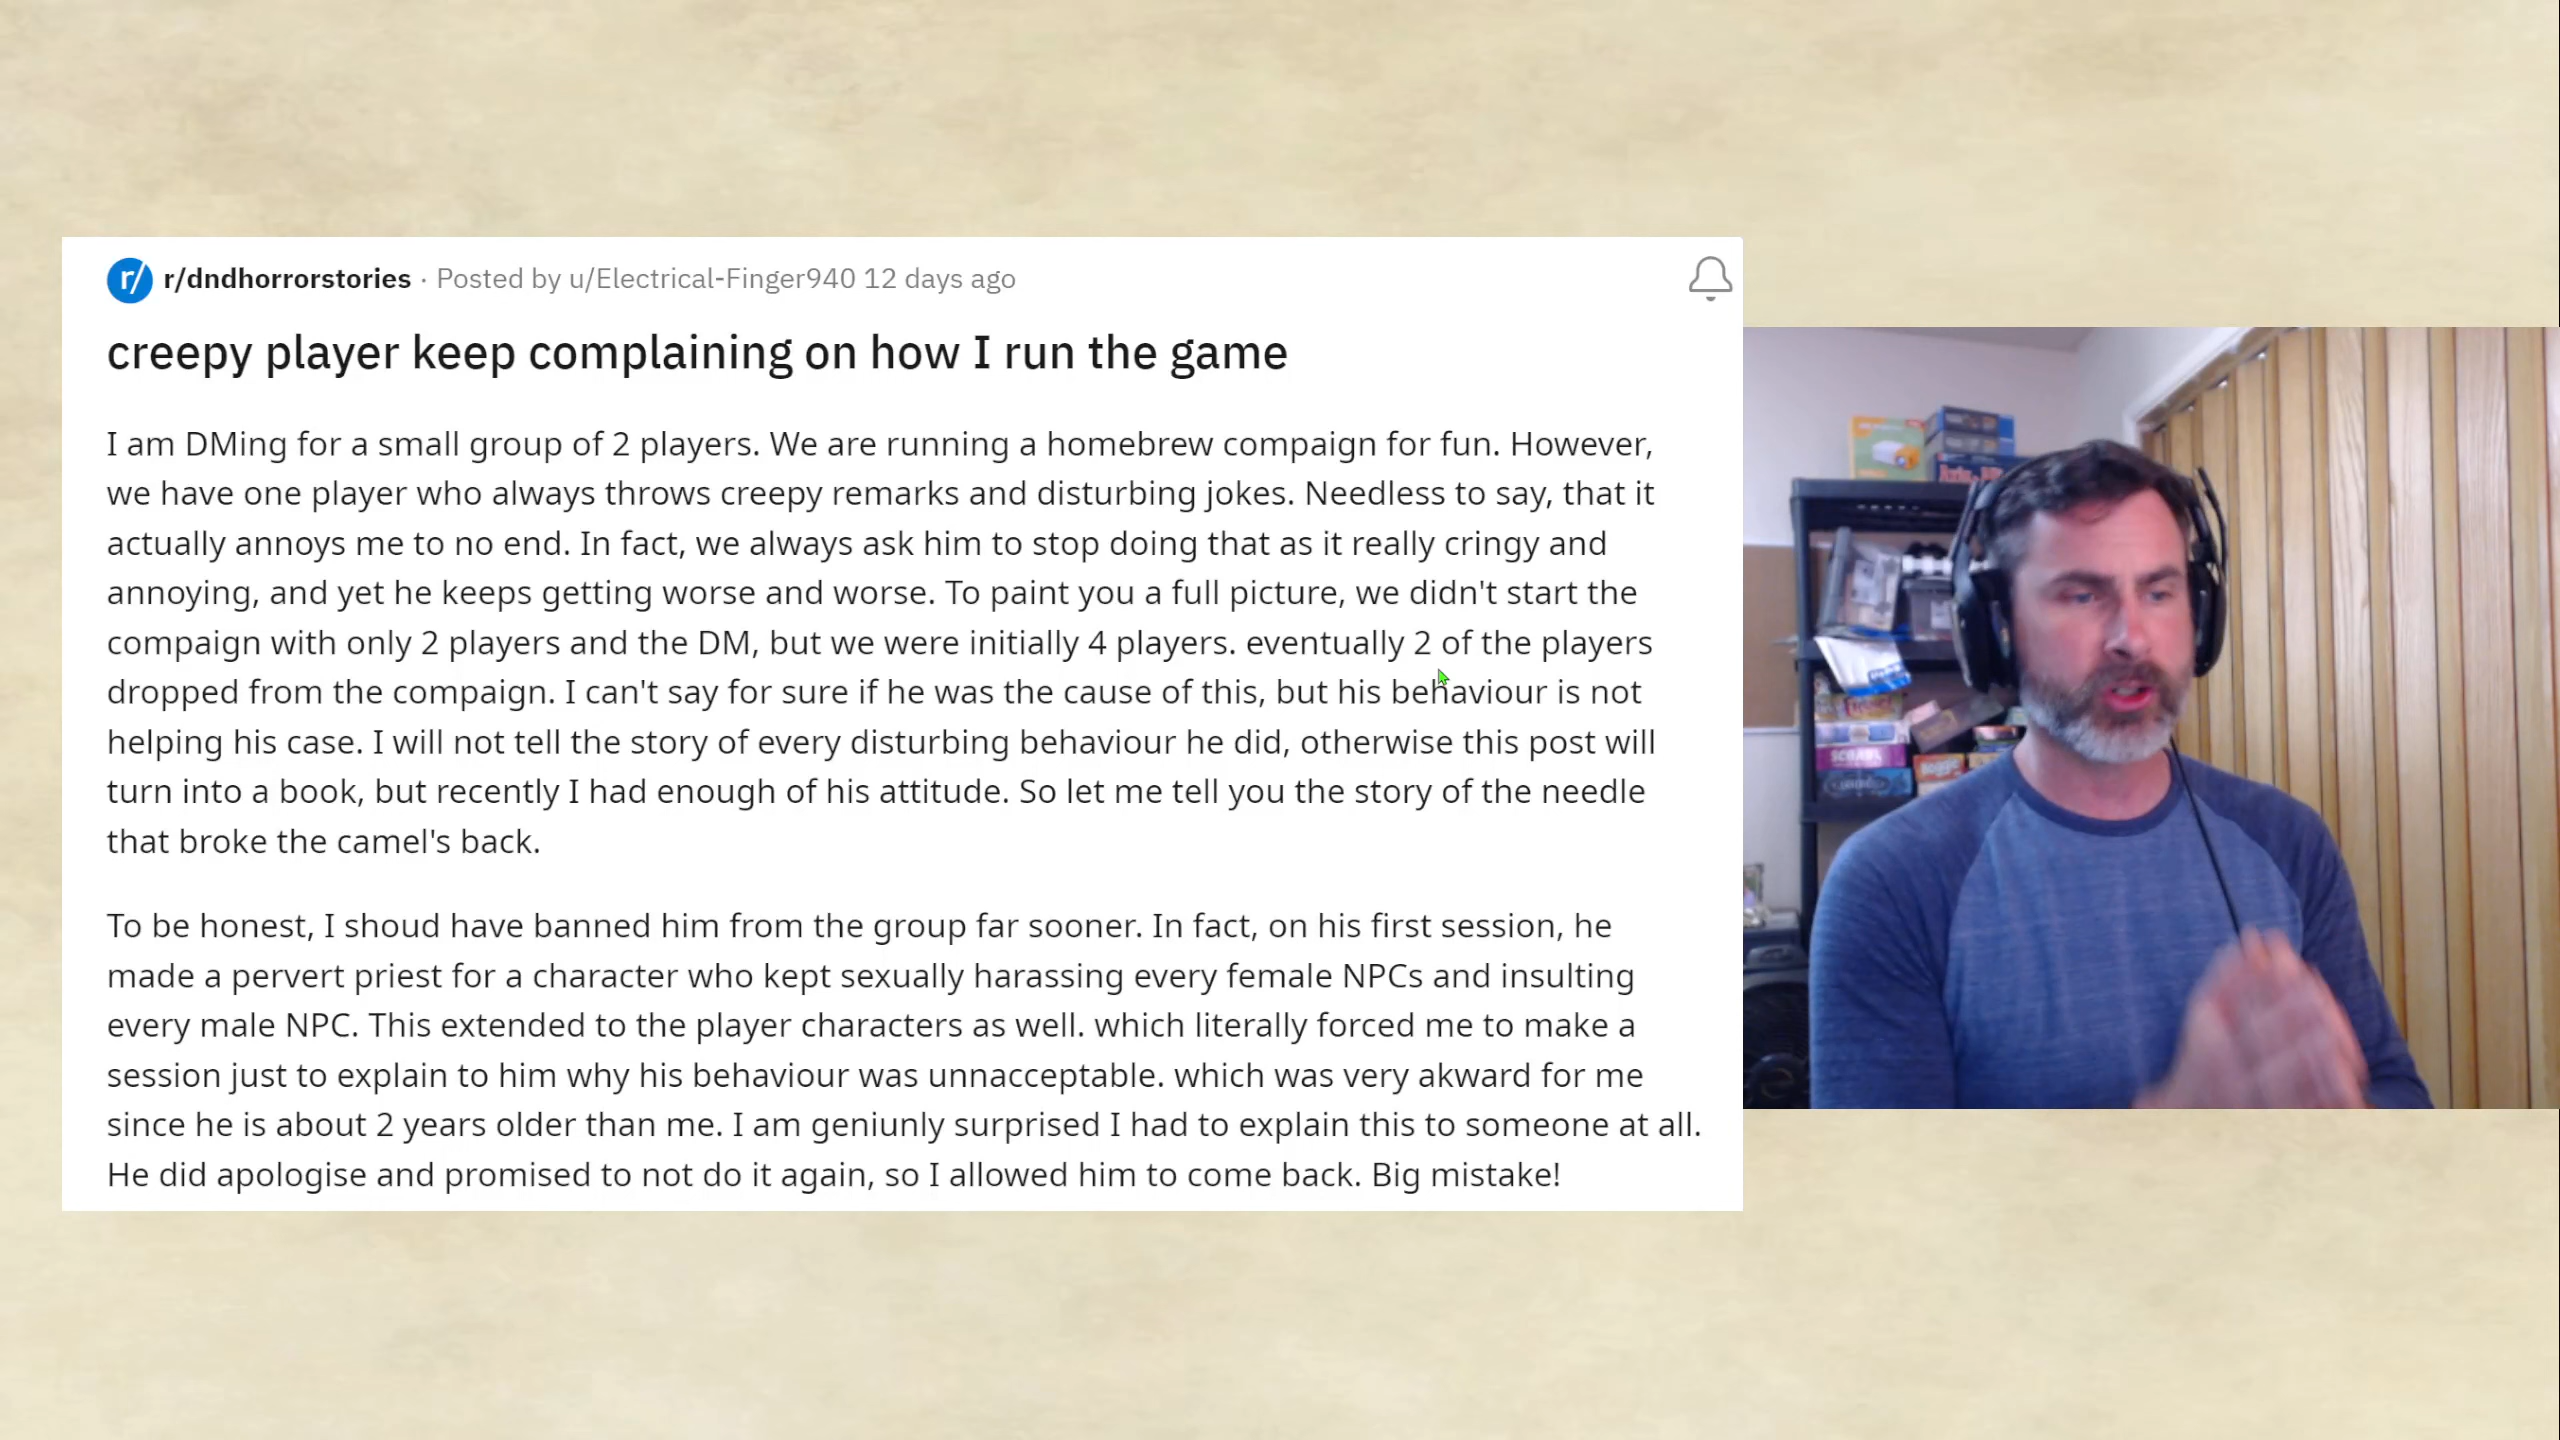 r/ r/dndhorrorstories · Posted by u/Electrical-Finger940 12 days ago
creepy player keep complaining on how I run the game
I am DMing for a small group of 2 players. We are running a homebrew compaign for fun. However,
we have one player who always throws creepy remarks and disturbing jokes. Needless to say, that it
actually annoys me to no end. In fact, we always ask him to stop doing that as it really cringy and
annoying, and yet he keeps getting worse and worse. To paint you a full picture, we didn't start the
compaign with only 2 players and the DM, but we were initially 4 players. eventually 2 of the players
dropped from the compaign. I can't say for sure if he was the cause of this, but his behaviour is not
helping his case. I will not tell the story of every disturbing behaviour he did, otherwise this post will
turn into a book, but recently I had enough of his attitude. So let me tell you the story of the needle
that broke the camel's back.
To be honest, I shoud have banned him from the group far sooner. In fact, on his first session, he
made a pervert priest for a character who kept sexually harassing every female NPCs and insulting
every male NPC. This extended to the player characters as well. which literally forced me to make a
session just to explain to him why his behaviour was unnacceptable. which was very akward for me
since he is about 2 years older than me. I am geniunly surprised I had to explain this to someone at all.
He did apologise and promised to not do it again, so I allowed him to come back. Big mistake!
Boggle